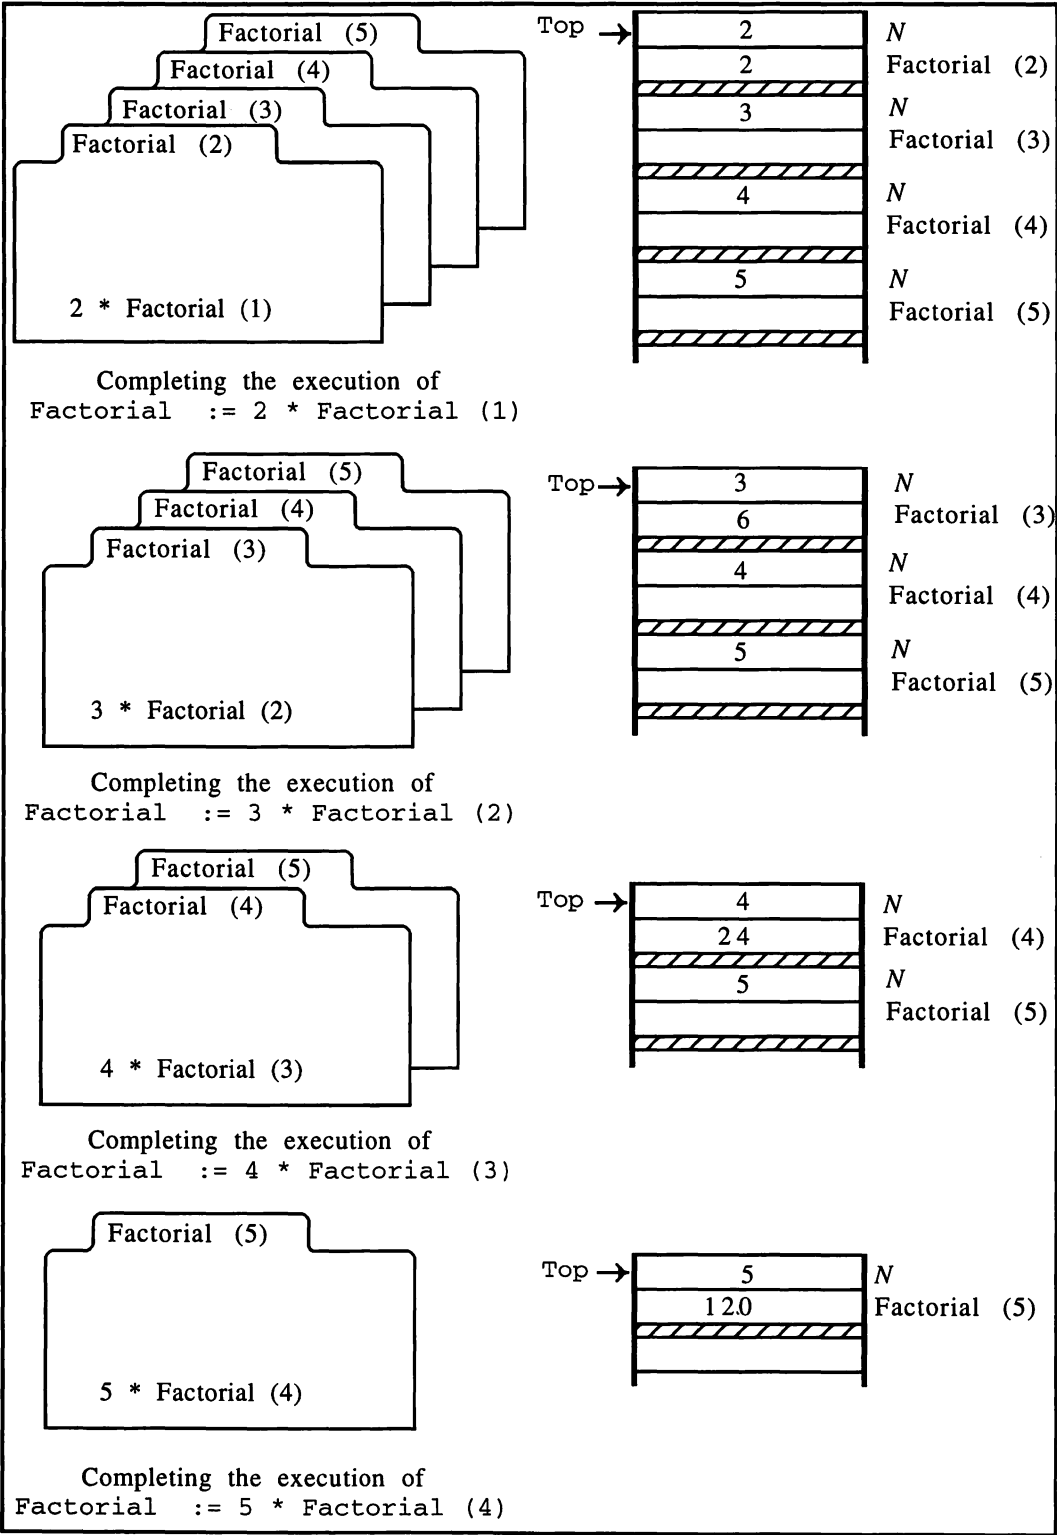 Factorial (5)
Factorial (4)
Factorial (3)
Factorial (2)
2 * Factorial (1)
Completing the execution of
Factorial := 2 * Factorial (1)
Top
2 N
2 Factorial (2)
3 N
Factorial (3)
4 N
Factorial (4)
5 N
Factorial (5)
Factorial (5)
Factorial (4)
Factorial (3)
3 * Factorial (2)
Completing the execution of
Factorial := 3 * Factorial (2)
Top
3 N
6 Factorial (3)
4 N
Factorial (4)
5 N
Factorial (5)
Factorial (5)
Factorial (4)
4 * Factorial (3)
Completing the execution of
Factorial := 4 * Factorial (3)
Top
4 N
24 Factorial (4)
5 N
Factorial (5)
Factorial (5)
5 * Factorial (4)
Completing the execution of
Factorial := 5 * Factorial (4)
Top
5 N
120 Factorial (5)